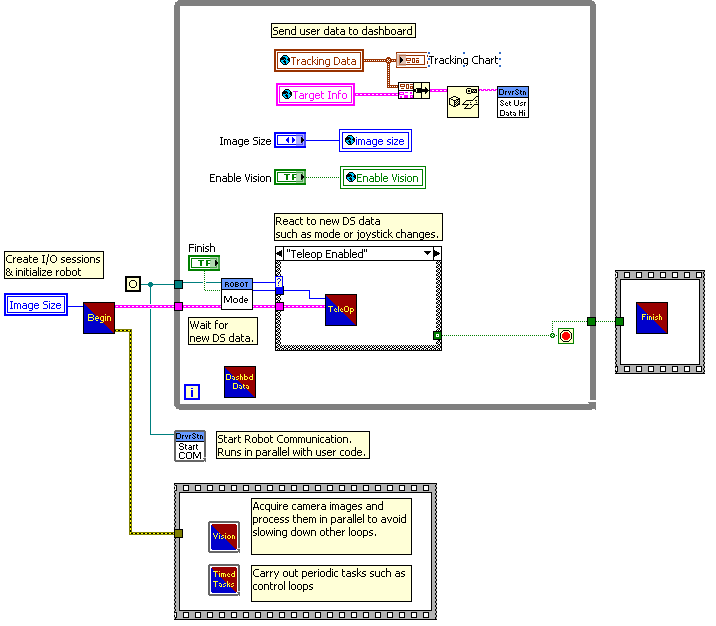 Send user data to dashboard
Tracking Data
Tracking Chart
Target Info
DrvrStn
Set Usr
Data Hi
Image Size
image size
Enable Vision
TF
Enable Vision
React to new DS data
such as mode or joystick changes.
Finish
TF
"Teleop Enabled"
Create I/O sessions
& initialize robot
ROBOT
Mode
?
TeleOp
Image Size
Begin
Wait for
new DS data.
Finish
i
Dashbd
Data
DrvrStn
Start
COM
Start Robot Communication.
Runs in parallel with user code.
Vision
Acquire camera images and
process them in parallel to avoid
slowing down other loops.
Timed
Tasks
Carry out periodic tasks such as
control loops